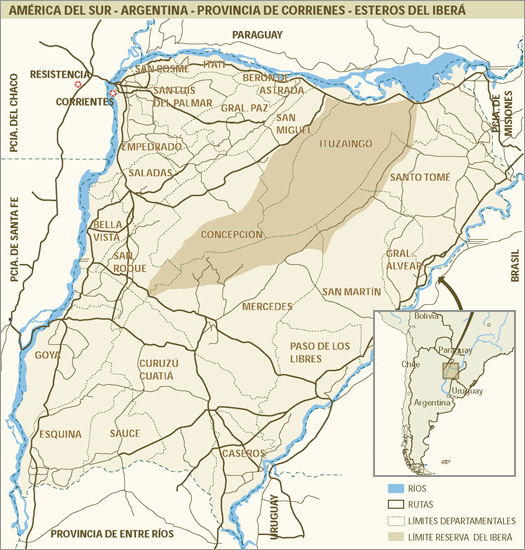 AMÉRICA DEL SUR - ARGENTINA - PROVINCIA DE CORRIENES - ESTEROS DEL IBERÁ
PARAGUAY
RESISTENCIA
CORRIENTES
PCIA. DEL CHACO
PCIA. DE SANTA FE
PCIA. DE
MISIONES
BRASIL
SAN COSME
ITATI
BERON DE
ASTRADA
SAN LUIS
DEL PALMAR
GRAL. PAZ
SAN
MIGUEL
ITUZAINGÓ
EMPEDRADO
SALADAS
SANTO TOMÉ
BELLA
VISTA
CONCEPCION
SAN
ROQUE
GRAL.
ALVEAR
SAN MARTÍN
MERCEDES
GOYA
CURUZÚ
CUATIÁ
PASO DE LOS
LIBRES
ESQUINA
SAUCE
CASEROS
URUGUAY
PROVINCIA DE ENTRE RÍOS
Bolivia
Paraguay
Chile
Uruguay
Argentina
RÍOS
RUTAS
LÍMITES DEPARTAMENTALES
LÍMITE RESERVA DEL IBERÁ